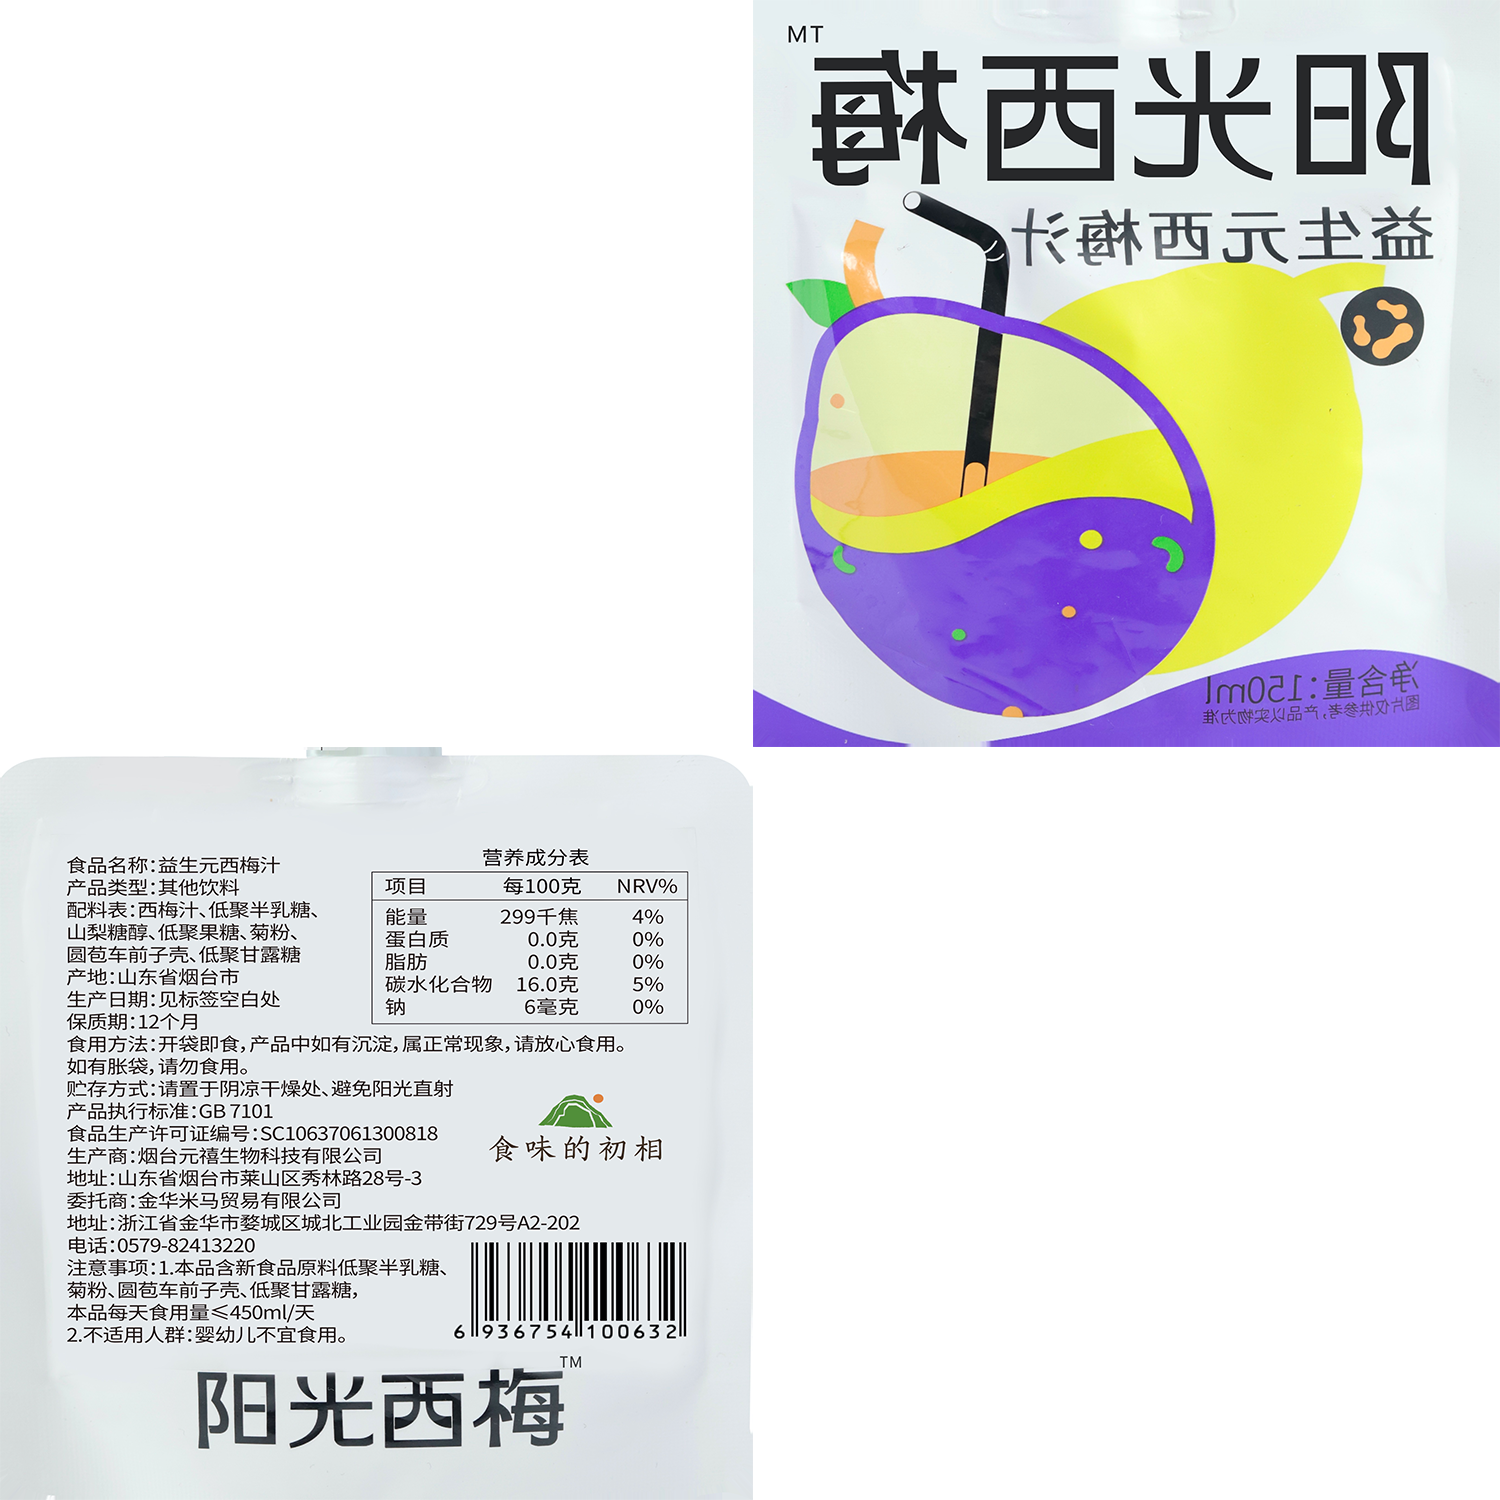 TM
阳光西梅
益生元西梅汁
净含量:150ml
图片仅供参考,产品以实物为准
食品名称:益生元西梅汁
产品类型:其他饮料
配料表:西梅汁、低聚半乳糖、
山梨糖醇、低聚果糖、菊粉、
圆苞车前子壳、低聚甘露糖
产地:山东省烟台市
生产日期:见标签空白处
保质期:12个月
营养成分表
项目 每100克 NRV%
能量 299千焦 4%
蛋白质 0.0克 0%
脂肪 0.0克 0%
碳水化合物 16.0克 5%
钠 6毫克 0%
食用方法:开袋即食,产品中如有沉淀,属正常现象,请放心食用。
如有胀袋,请勿食用。
贮存方式:请置于阴凉干燥处、避免阳光直射
产品执行标准:GB 7101
食品生产许可证编号:SC10637061300818
生产商:烟台元禧生物科技有限公司
地址:山东省烟台市莱山区秀林路28号-3
委托商:金华米马贸易有限公司
地址:浙江省金华市婺城区城北工业园金带街729号A2-202
电话:0579-82413220
注意事项:1.本品含新食品原料低聚半乳糖、
菊粉、圆苞车前子壳、低聚甘露糖,
本品每天食用量≤450ml/天
2.不适用人群:婴幼儿不宜食用。
食味的初相
6 936754 100632
阳光西梅TM